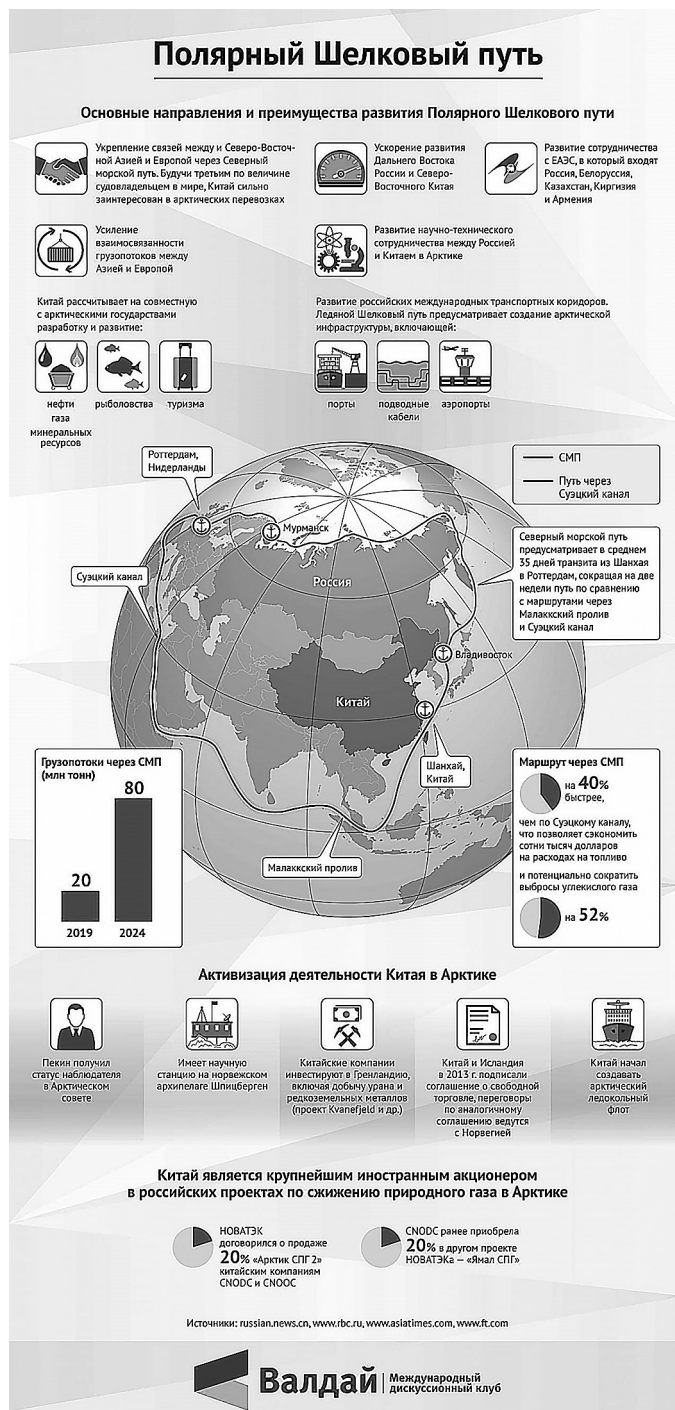 Полярный Шелковый путь
Основные направления и преимущества развития Полярного Шелкового пути
Укрепление связей между и Северо-Восточ-
ной Азией и Европой через Северный
морской путь. Будучи третьим по величине
судовладельцем в мире, Китай сильно
заинтересован в арктических перевозках
Ускорение развития
Дальнего Востока
России и Северо-
Восточного Китая
Развитие сотрудничества
с ЕАЭС, в который входят
Россия, Белоруссия,
Казахстан, Киргизия
и Армения
Усиление
взаимосвязанности
грузопотоков между
Азией и Европой
Развитие научно-технического
сотрудничества между Россией
и Китаем в Арктике
Китай рассчитывает на совместную
с арктическими государствами
разработку и развитие:
нефти
газа
минеральных
ресурсов
рыболовства
туризма
Развитие российских международных транспортных коридоров.
Ледяной Шелковый путь предусматривает создание арктической
инфраструктуры, включающей:
порты
подводные
кабели
аэропорты
Роттердам,
Нидерланды
СМП
Путь через
Суэцкий канал
Мурманск
Северный морской путь
предусматривает в среднем
35 дней транзита из Шанхая
в Роттердам, сокращая на две
недели путь по сравнению
с маршрутами через
Малаккский пролив
и Суэцкий канал
Суэцкий канал
Россия
Владивосток
Китай
Шанхай,
Китай
Малаккский пролив
Грузопотоки через СМП
(млн тонн)
80
20
2019
2024
Маршрут через СМП
на 40%
быстрее,
чем по Суэцкому каналу,
что позволяет сэкономить
сотни тысяч долларов
на расходах на топливо
и потенциально сократить
выбросы углекислого газа
на 52%
Активизация деятельности Китая в Арктике
Пекин получил
статус наблюдателя
в Арктическом
совете
Имеет научную
станцию на норвежском
архипелаге Шпицберген
Китайские компании
инвестируют в Гренландию,
включая добычу урана и
редкоземельных металлов
(проект Kvanefjeld и др.)
Китай и Исландия
в 2013 г. подписали
соглашение о свободной
торговле, переговоры
по аналогичному
соглашению ведутся
с Норвегией
Китай начал
создавать
арктический
ледокольный
флот
Китай является крупнейшим иностранным акционером
в российских проектах по сжижению природного газа в Арктике
НОВАТЭК
договорился о продаже
20% «Арктик СПГ 2»
китайским компаниям
CNODC и CNOOC
CNODC ранее приобрела
20% в другом проекте
НОВАТЭКа — «Ямал СПГ»
Источники: russian.news.cn, www.rbc.ru, www.asiatimes.com, www.ft.com
Валдай
Международный
дискуссионный клуб